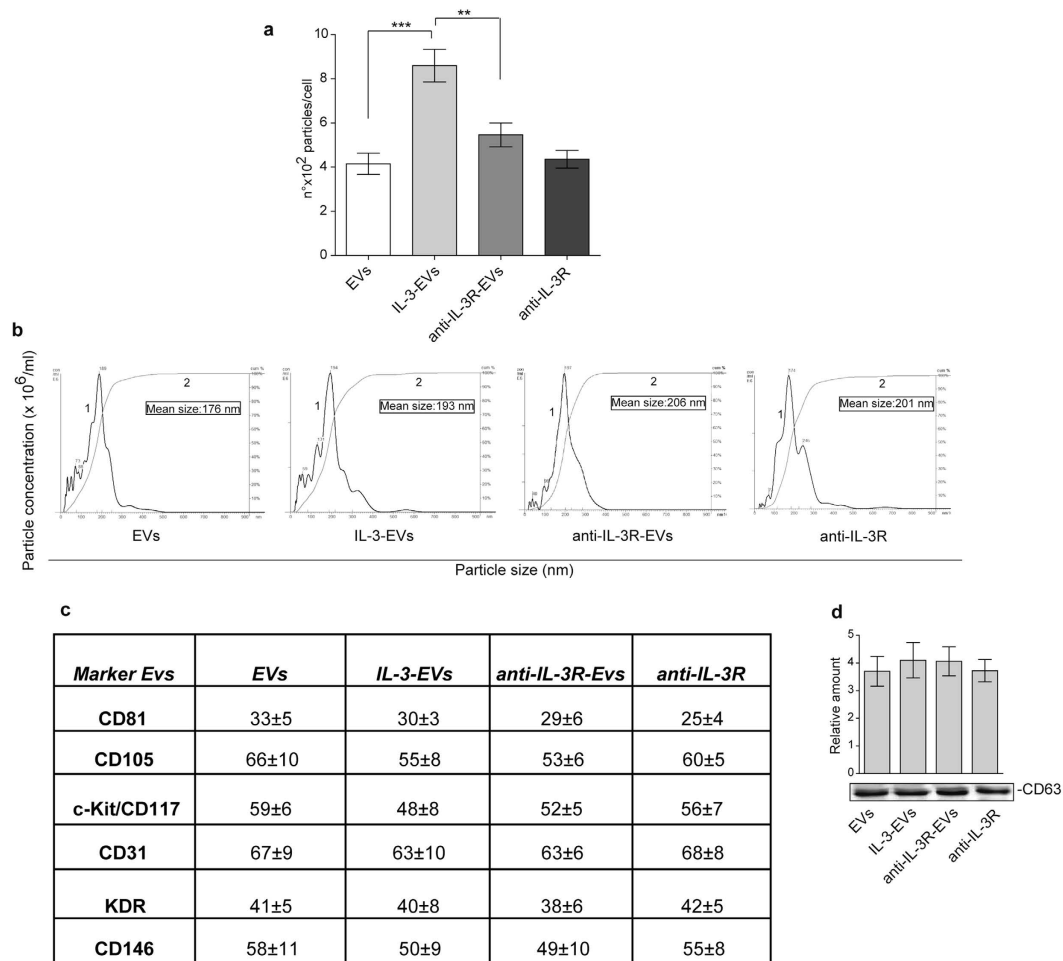 a
***
**
n°x10² particles/cell
10
8
6
4
2
0
EVs
IL-3-EVs
anti-IL-3R-EVs
anti-IL-3R
b
Particle concentration (x 10⁶/ml)
1
2
Mean size:176 nm
EVs
1
2
Mean size:193 nm
IL-3-EVs
1
2
Mean size:206 nm
anti-IL-3R-EVs
1
2
Mean size:201 nm
anti-IL-3R
Particle size (nm)
c
Marker Evs EVs IL-3-EVs anti-IL-3R-Evs anti-IL-3R
CD81 33±5 30±3 29±6 25±4
CD105 66±10 55±8 53±6 60±5
c-Kit/CD117 59±6 48±8 52±5 56±7
CD31 67±9 63±10 63±6 68±8
KDR 41±5 40±8 38±6 42±5
CD146 58±11 50±9 49±10 55±8
d
Relative amount
5
4
3
2
1
0
-CD63
EVs
IL-3-EVs
anti-IL-3R-EVs
anti-IL-3R